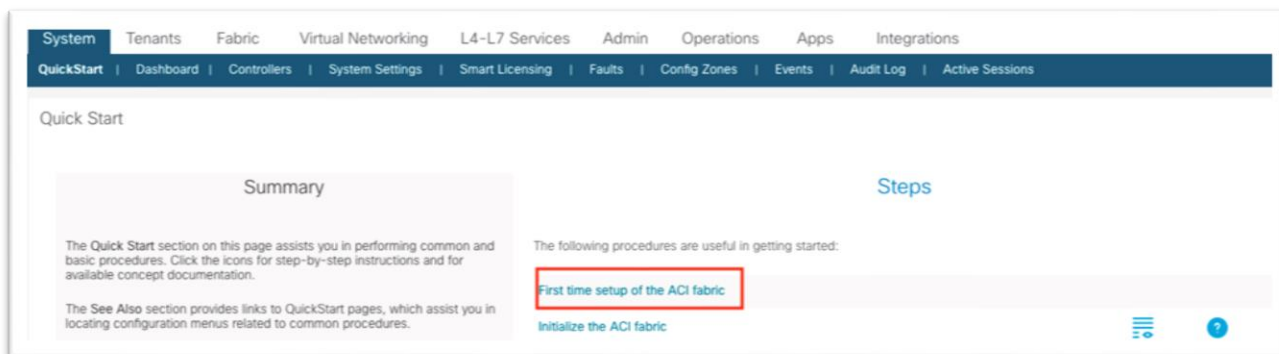 System Tenants Fabric Virtual Networking L4-L7 Services Admin Operations Apps Integrations
QuickStart | Dashboard | Controllers | System Settings | Smart Licensing | Faults | Config Zones | Events | Audit Log | Active Sessions
Quick Start
Summary
The Quick Start section on this page assists you in performing common and
basic procedures. Click the icons for step-by-step instructions and for
available concept documentation.
The See Also section provides links to QuickStart pages, which assist you in
locating configuration menus related to common procedures.
Steps
The following procedures are useful in getting started:
First time setup of the ACI fabric
Initialize the ACI fabric
?